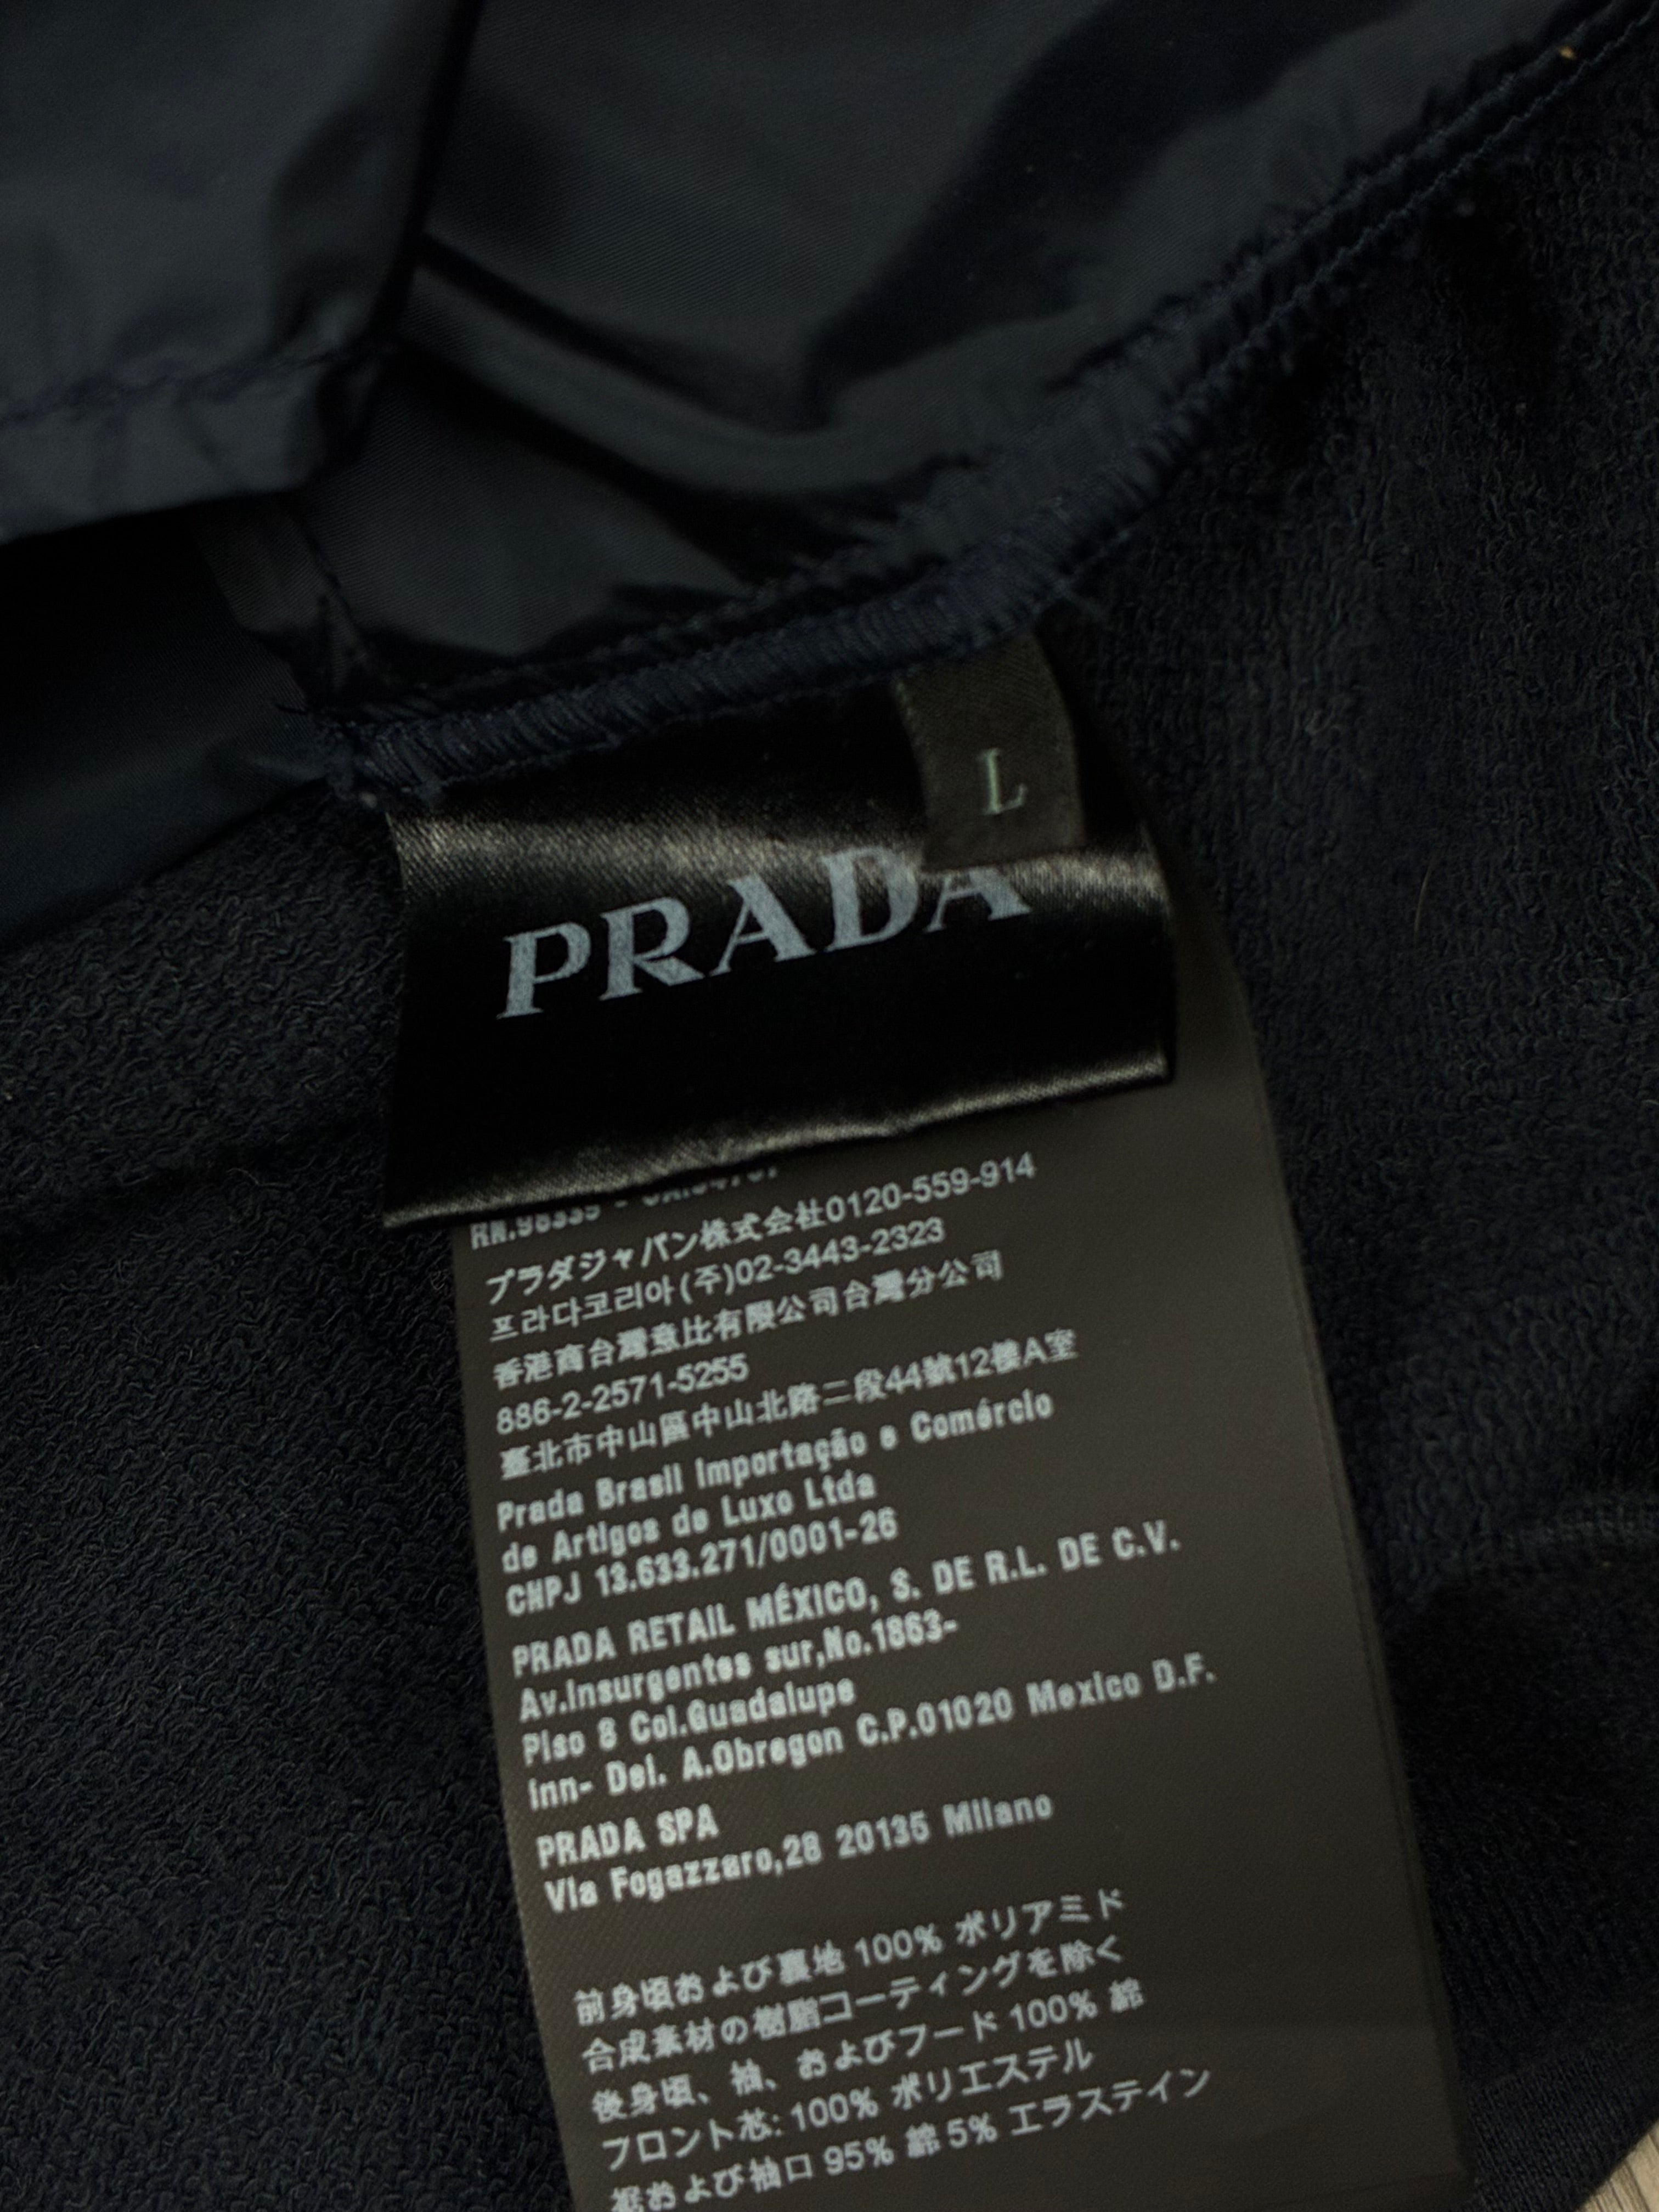 L
PRADA
プラダジャパン株式会社0120-559-914
프라다코리아(주)02-3443-2323
香港商台灣意比有限公司台灣分公司
886-2-2571-5255
臺北市中山區中山北路二段44號12樓A室
Prada Brasil Importação e Comércio
de Artigos de Luxo Ltda
CNPJ 13.633.271/0001-26
PRADA RETAIL MÉXICO, S. DE R.L. DE C.V.
Av.Insurgentes sur,No.1863-
Piso 8 Col.Guadalupe
Inn- Del. A.Obregon C.P.01020 Mexico D.F.
PRADA SPA
Via Fogazzaro,28 20135 Milano
前身頃および裏地 100% ポリアミド
合成素材の樹脂コーティングを除く
後身頃、袖、およびフード 100% 綿
フロント芯: 100% ポリエステル
裾および袖口 95% 綿 5% エラステイン